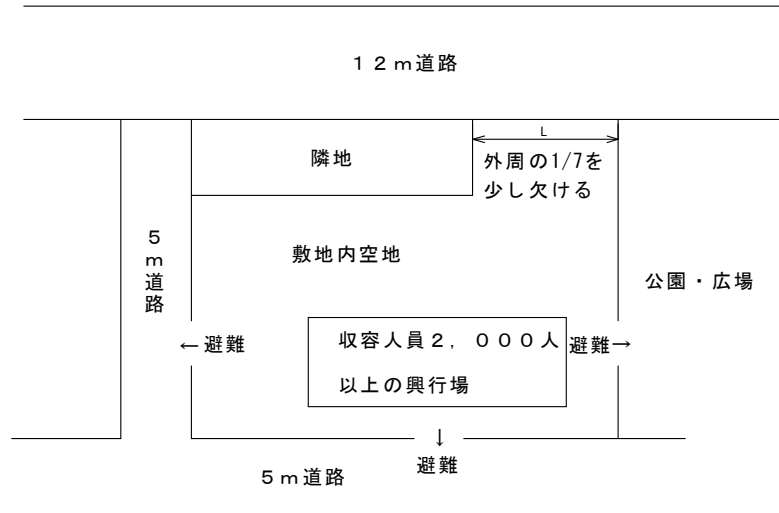 １２ｍ道路
L
隣地
外周の1/7を
少し欠ける
5m道路
敷地内空地
公園・広場
←避難
収容人員２，０００人
以上の興行場
避難→
↓
避難
５ｍ道路